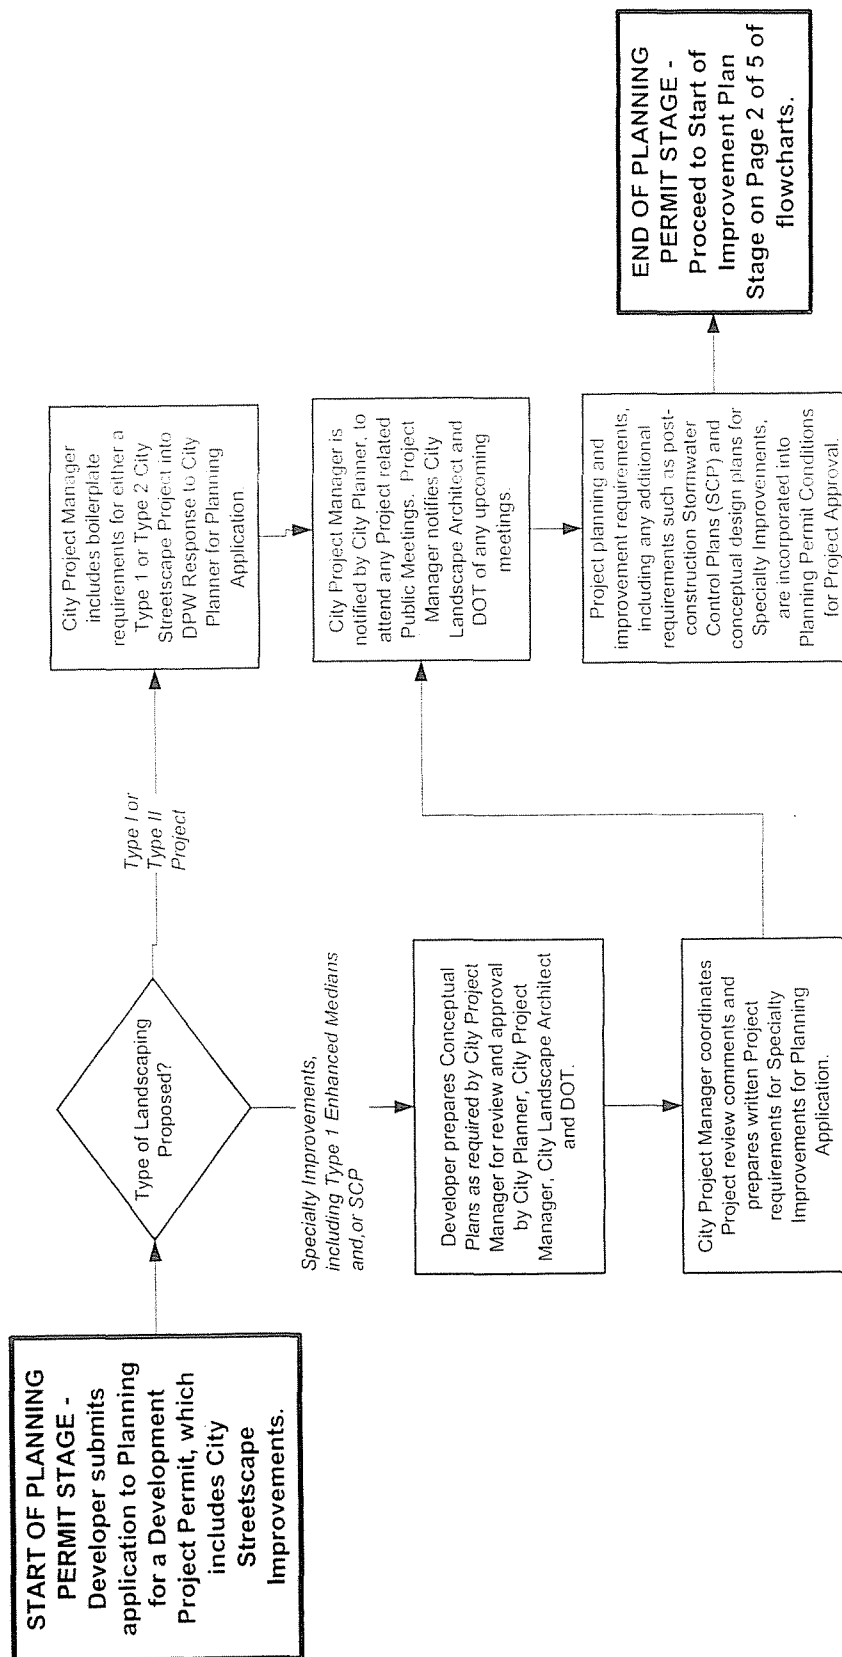 START OF PLANNING
PERMIT STAGE -
Developer submits
application to Planning
for a Development
Project Permit, which
includes City
Streetscape
Improvements.
Type of Landscaping
Proposed?
Type I or
Type II
Project
City Project Manager
includes boilerplate
requirements for either a
Type 1 or Type 2 City
Streetscape Project into
DPW Response to City
Planner for Planning
Application.
Specialty Improvements,
including Type 1 Enhanced Medians
and,or SCP
Developer prepares Conceptual
Plans as required by City Project
Manager for review and approval
by City Planner, City Project
Manager, City Landscape Architect
and DOT.
City Project Manager coordinates
Project review comments and
prepares written Project
requirements for Specialty
Improvements for Planning
Application.
City Project Manager is
notified by City Planner, to
attend any Project related
Public Meetings. Project
Manager notifies City
Landscape Architect and
DOT of any upcoming
meetings.
Project planning and
improvement requirements,
including any additional
requirements such as post-
construction Stormwater
Control Plans (SCP) and
conceptual design plans for
Specialty Improvements,
are incorporated into
Planning Permit Conditions
for Project Approval.
END OF PLANNING
PERMIT STAGE -
Proceed to Start of
Improvement Plan
Stage on Page 2 of 5 of
flowcharts.